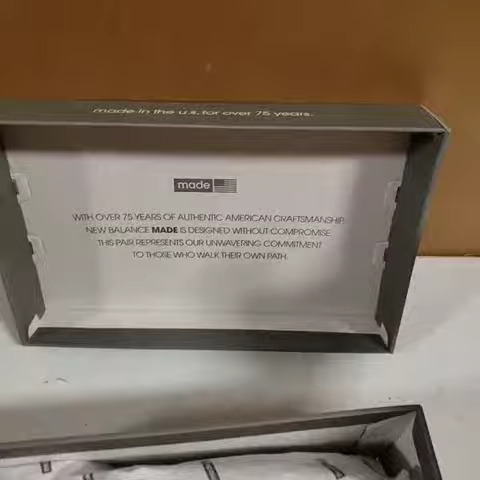 made in the u.s. for over 75 years.
made
WITH OVER 75 YEARS OF AUTHENTIC AMERICAN CRAFTSMANSHIP,
NEW BALANCE MADE IS DESIGNED WITHOUT COMPROMISE.
THIS PAIR REPRESENTS OUR UNWAVERING COMMITMENT
TO THOSE WHO WALK THEIR OWN PATH.